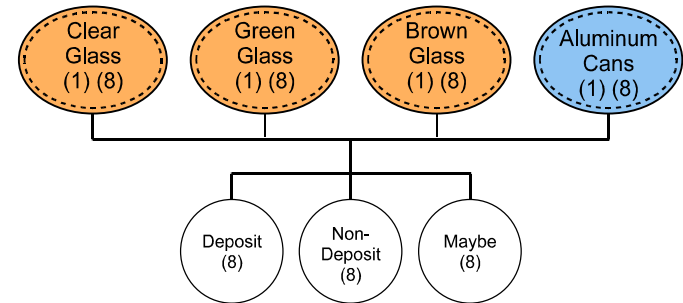 Clear
Glass
(1) (8)
Green
Glass
(1) (8)
Brown
Glass
(1) (8)
Aluminum
Cans
(1) (8)
Deposit
(8)
Non-
Deposit
(8)
Maybe
(8)